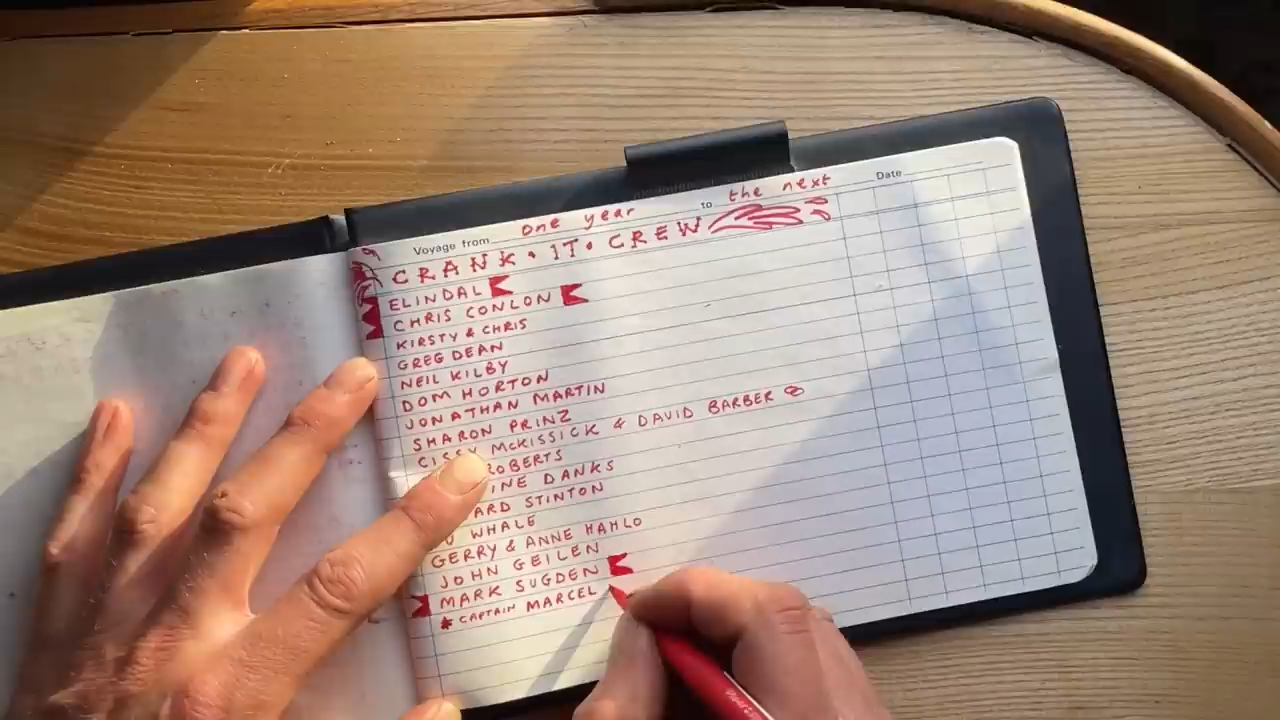 Voyage from one year to the next Date
CRANK • IT • CREW
ELINDAL
CHRIS CONLON
KIRSTY & CHRIS
GREG DEAN
NEIL KILBY
DOM HORTON
JONATHAN MARTIN
SHARON PRINZ
CISSY McKISSICK & DAVID BARBER
ROBERTS
INE DANKS
ARD STINTON
WHALE
GERRY & ANNE HAHLO
JOHN GEILEN
MARK SUGDEN
* CAPTAIN MARCEL